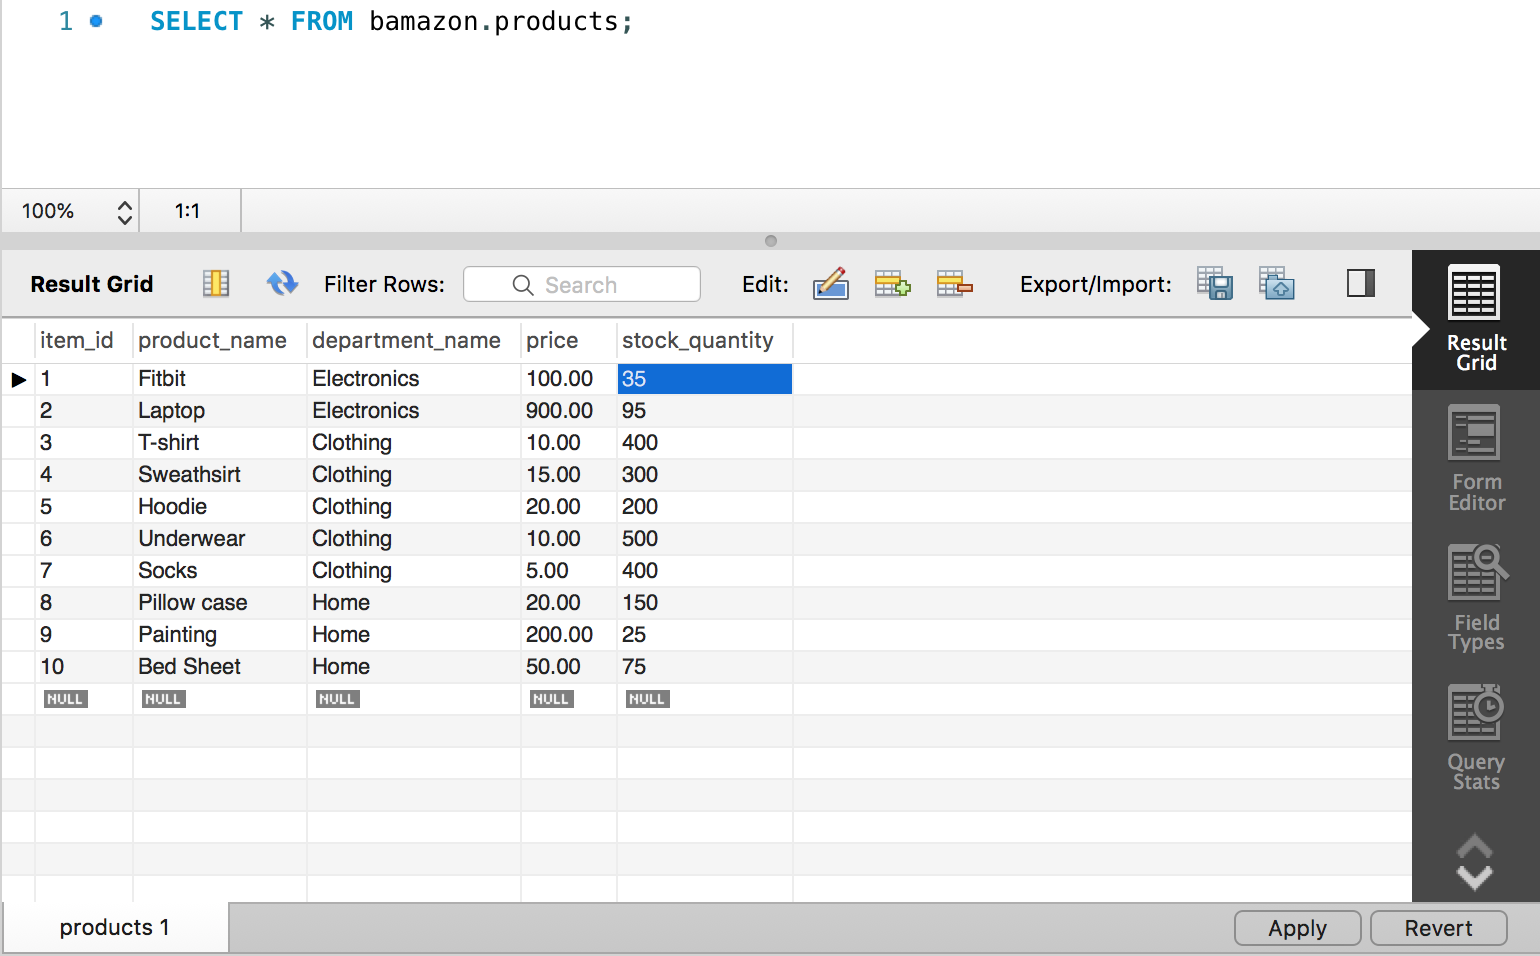 1 SELECT * FROM bamazon.products;
100% 1:1
Result Grid Filter Rows: Search Edit: Export/Import:
item_id product_name department_name price stock_quantity
1 Fitbit Electronics 100.00 35
2 Laptop Electronics 900.00 95
3 T-shirt Clothing 10.00 400
4 Sweathsirt Clothing 15.00 300
5 Hoodie Clothing 20.00 200
6 Underwear Clothing 10.00 500
7 Socks Clothing 5.00 400
8 Pillow case Home 20.00 150
9 Painting Home 200.00 25
10 Bed Sheet Home 50.00 75
NULL NULL NULL NULL NULL
Result
Grid
Form
Editor
Field
Types
Query
Stats
products 1 Apply Revert